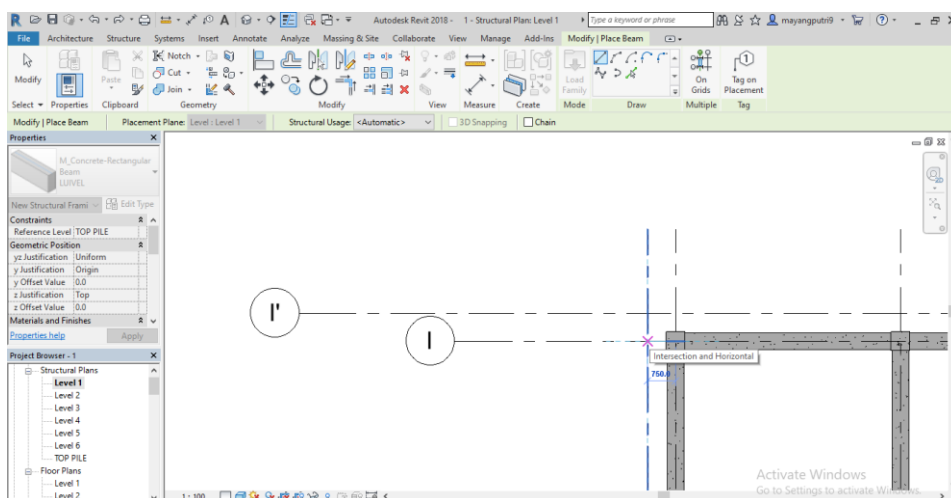 Autodesk Revit 2018 - 1 - Structural Plan: Level 1
Type a keyword or phrase
mayangputri9
File Architecture Structure Systems Insert Annotate Analyze Massing & Site Collaborate View Manage Add-Ins Modify | Place Beam
Modify
Paste
Notch
Cut
Join
Load
Family
On
Grids
Tag on
Placement
Select Properties Clipboard Geometry Modify View Measure Create Mode Draw Multiple Tag
Modify | Place Beam Placement Plane: Level : Level 1 Structural Usage: <Automatic> 3D Snapping Chain
Properties
M_Concrete-Rectangular
Beam
LUIVEL
New Structural Frami Edit Type
Constraints
Reference Level TOP PILE
Geometric Position
yz Justification Uniform
y Justification Origin
y Offset Value 0.0
z Justification Top
z Offset Value 0.0
Materials and Finishes
Properties help Apply
Project Browser - 1
Structural Plans
Level 1
Level 2
Level 3
Level 4
Level 5
Level 6
TOP PILE
Floor Plans
Level 1
Level 2
I'
I
Intersection and Horizontal
750.0
2D
Activate Windows
Go to Settings to activate Windows.
1 : 100